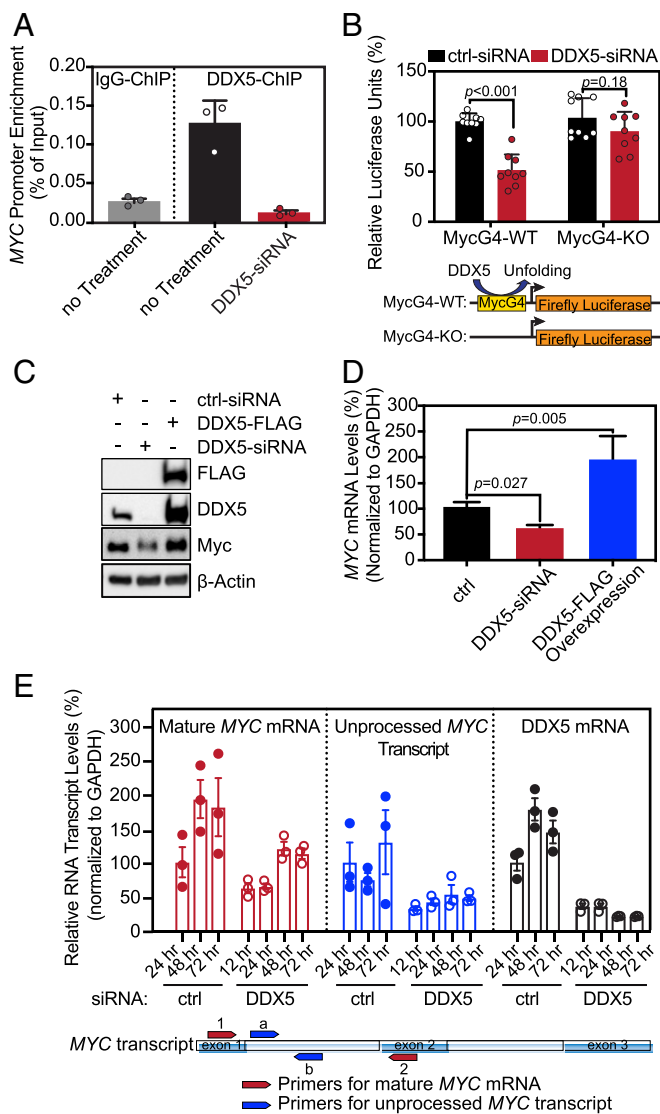 A
MYC Promoter Enrichment
(% of Input)
0.20
0.15
0.10
0.05
0.00
IgG-ChIP
DDX5-ChIP
no Treatment
no Treatment
DDX5-siRNA
B
ctrl-siRNA
DDX5-siRNA
Relative Luciferase Units (%)
150
100
50
0
p<0.001
p=0.18
MycG4-WT
MycG4-KO
DDX5
Unfolding
MycG4-WT:
MycG4
Firefly Luciferase
MycG4-KO:
Firefly Luciferase
C
+ - - ctrl-siRNA
- - + DDX5-FLAG
- + - DDX5-siRNA
FLAG
DDX5
Myc
β-Actin
D
MYC mRNA Levels (%)
(Normalized to GAPDH)
300
250
200
150
100
50
0
p=0.005
p=0.027
ctrl
DDX5-siRNA
DDX5-FLAG
Overexpression
E
Relative RNA Transcript Levels (%)
(normalized to GAPDH)
300
250
200
150
100
50
0
Mature MYC mRNA
Unprocessed MYC
Transcript
DDX5 mRNA
24 hr
48 hr
72 hr
12 hr
24 hr
48 hr
72 hr
24 hr
48 hr
72 hr
12 hr
24 hr
48 hr
72 hr
24 hr
48 hr
72 hr
12 hr
24 hr
48 hr
72 hr
siRNA:
ctrl
DDX5
ctrl
DDX5
ctrl
DDX5
1
a
MYC transcript
exon 1
exon 2
exon 3
b
2
Primers for mature MYC mRNA
Primers for unprocessed MYC transcript